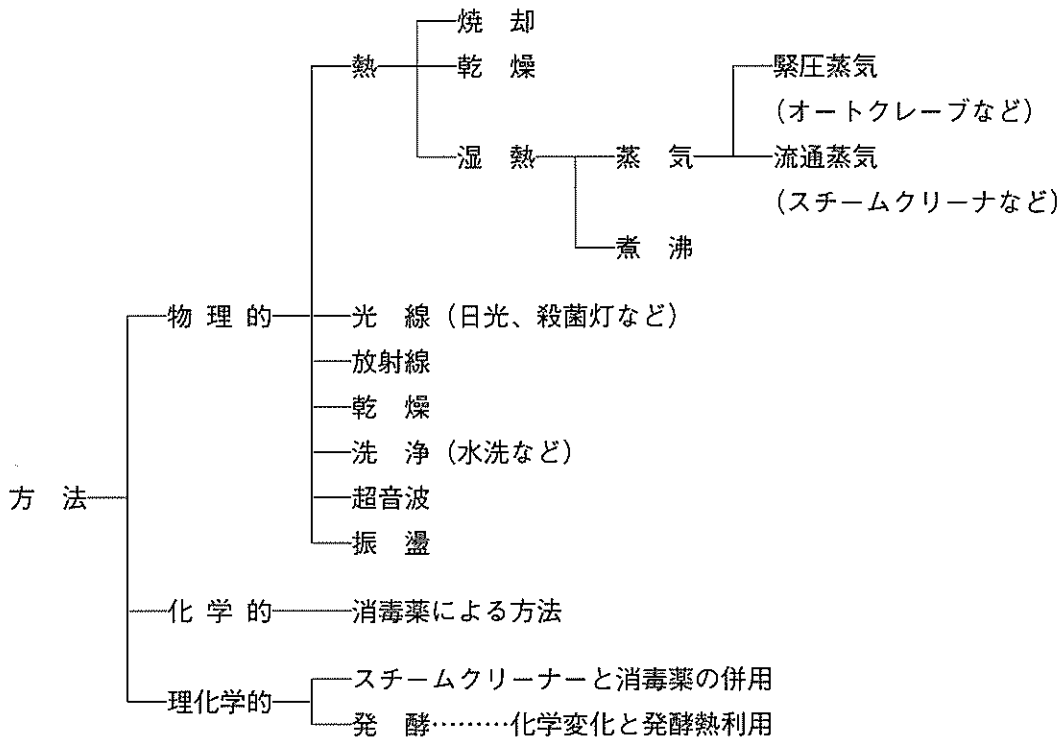 焼　却
熱　乾　燥　緊圧蒸気
(オートクレーブなど)
湿　熱　蒸　気　流通蒸気
(スチームクリーナなど)
煮　沸
物 理 的　光　線 (日光、殺菌灯など)
放射線
乾　燥
洗　浄 (水洗など)
方　法　超音波
振　盪
化 学 的　消毒薬による方法
スチームクリーナーと消毒薬の併用
理化学的
発　酵………化学変化と発酵熱利用